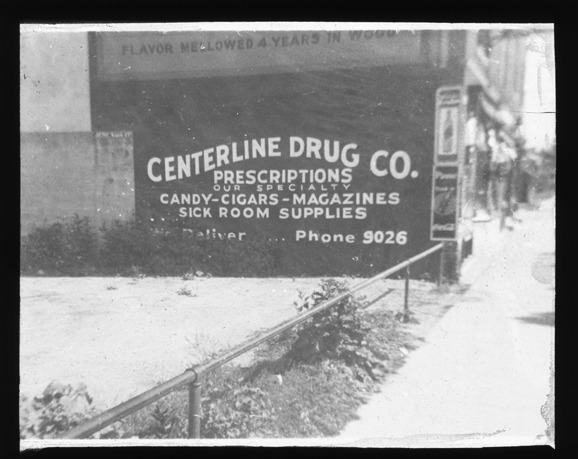 FLAVOR MELLOWED 4 YEARS IN WOOD
CENTERLINE DRUG CO.
PRESCRIPTIONS
OUR SPECIALTY
CANDY-CIGARS-MAGAZINES
SICK ROOM SUPPLIES
We Deliver ... Phone 9026